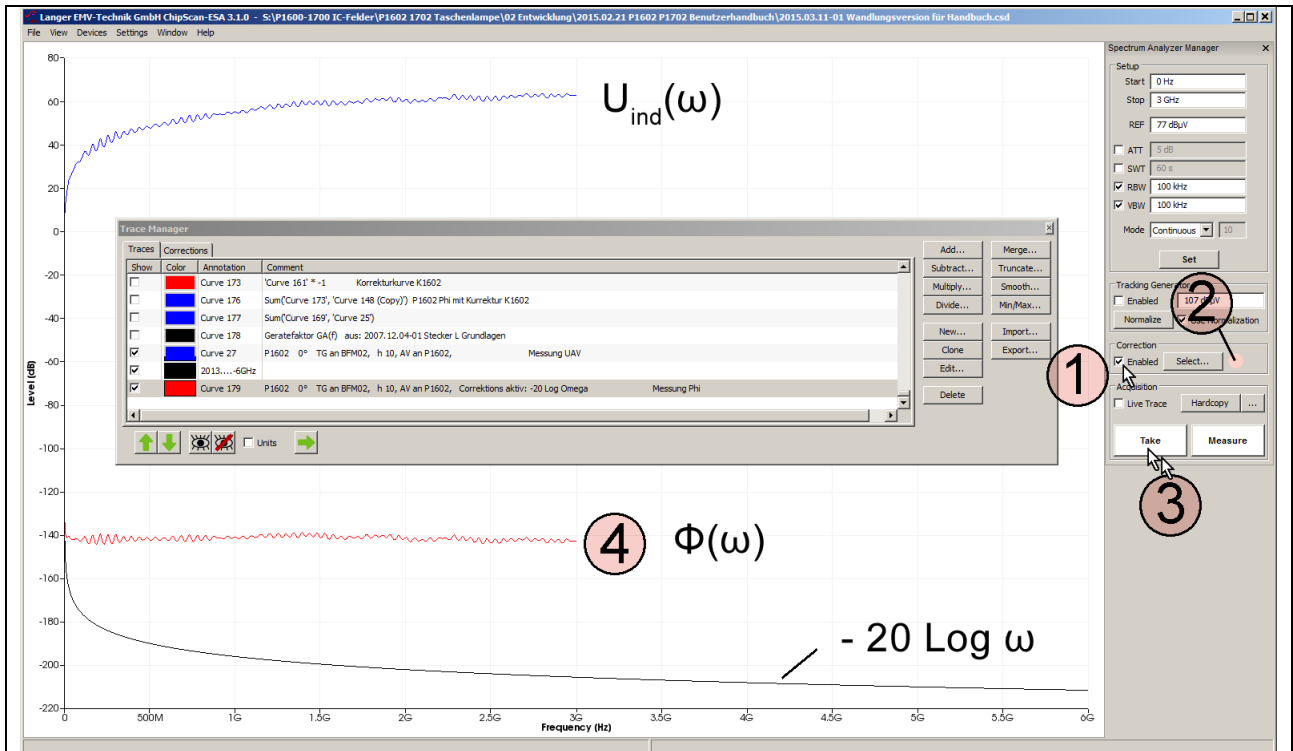 Langer EMV-Technik GmbH ChipScan-ESA 3.1.0 - S:\P1600-1700 IC-Felder\P1602 1702 Taschenlampe\02 Entwicklung\2015.02.21 P1602 P1702 Benutzerhandbuch\2015.03.11-01 Wandlungsversion für Handbuch.csd
File View Devices Settings Window Help
Level (dB)
80
60
40
20
0
-20
-40
-60
-80
-100
-120
-140
-160
-180
-200
-220
0 500M 1G 1.5G 2G 2.5G 3G 3.5G 4G 4.5G 5G 5.5G 6G
Frequency (Hz)
Uind(ω)
4 Φ(ω)
- 20 Log ω
Trace Manager
Traces Corrections
Show Color Annotation Comment
Curve 173 'Curve 161' * -1 Korrekturkurve K1602
Curve 176 Sum('Curve 173', 'Curve 148 (Copy)') P1602 Phi mit Kurrektur K1602
Curve 177 Sum('Curve 169', 'Curve 25')
Curve 178 Geratefaktor GA(f) aus: 2007.12.04-01 Stecker L Grundlagen
Curve 27 P1602 0° TG an BFM02, h 10, AV an P1602, Messung UAV
2013....-6GHz
Curve 179 P1602 0° TG an BFM02, h 10, AV an P1602, Correktions aktiv: -20 Log Omega Messung Phi
Units
Add... Merge...
Subtract... Truncate...
Multiply... Smooth...
Divide... Min/Max...
New... Import...
Clone Export...
Edit...
Delete
Spectrum Analyzer Manager
Setup
Start 0 Hz
Stop 3 GHz
REF 77 dBµV
ATT 5 dB
SWT 60 s
RBW 100 kHz
VBW 100 kHz
Mode Continuous 10
Set
Tracking Generator
Enabled 107 dBµV
2
Normalize Use Normalization
Correction
1 Enabled Select...
Acquisition
Live Trace Hardcopy ...
Take Measure
3